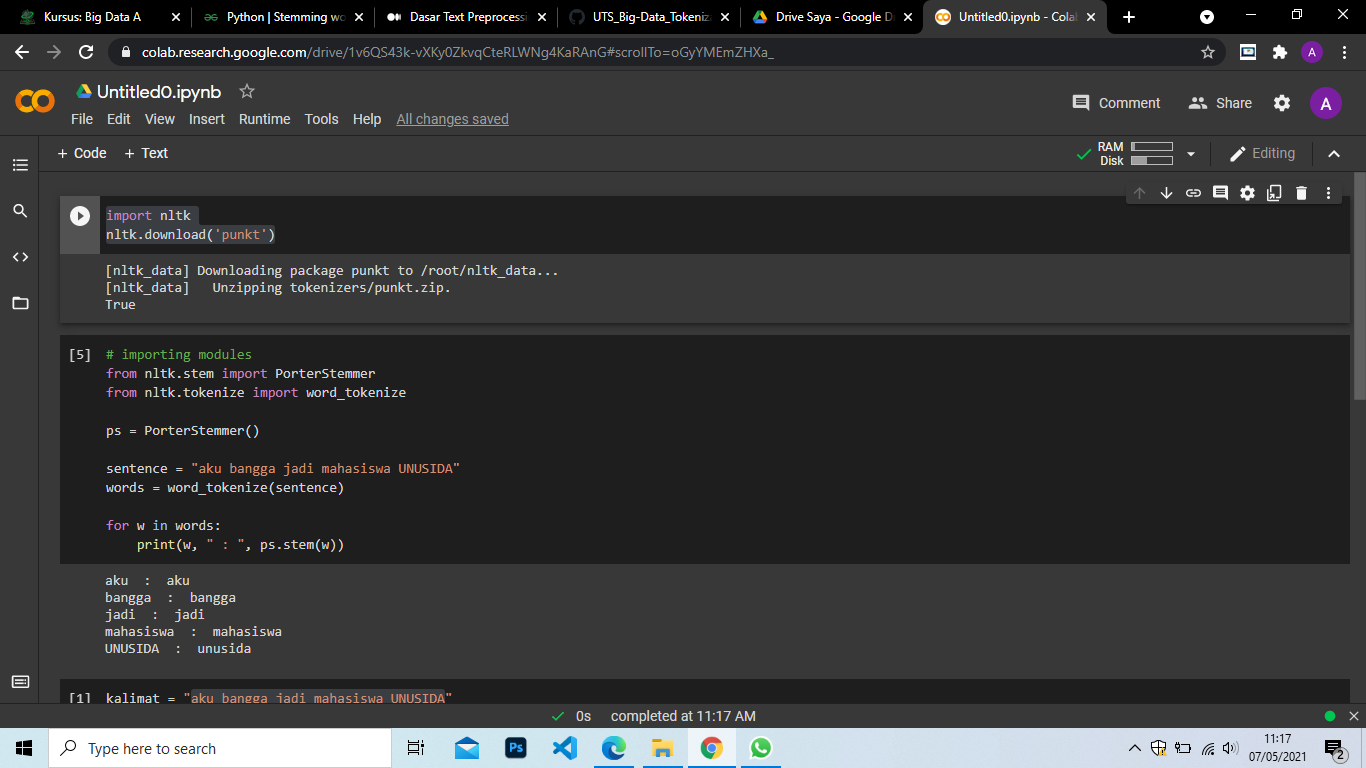 Kursus: Big Data A
Python | Stemming wo
Dasar Text Preprocessi
UTS_Big-Data_Tokeniza
Drive Saya - Google D
Untitled0.ipynb - Cola
colab.research.google.com/drive/1v6QS43k-vXKy0ZkvqCteRLWNg4KaRAnG#scrollTo=oGyYMEmZHXa_
A
Untitled0.ipynb
Comment
Share
A
File Edit View Insert Runtime Tools Help All changes saved
+ Code + Text
RAM
Disk
Editing
import nltk
nltk.download('punkt')
[nltk_data] Downloading package punkt to /root/nltk_data...
[nltk_data]   Unzipping tokenizers/punkt.zip.
True
[5] # importing modules
from nltk.stem import PorterStemmer
from nltk.tokenize import word_tokenize
ps = PorterStemmer()
sentence = "aku bangga jadi mahasiswa UNUSIDA"
words = word_tokenize(sentence)
for w in words:
    print(w, " : ", ps.stem(w))
aku  :  aku
bangga  :  bangga
jadi  :  jadi
mahasiswa  :  mahasiswa
UNUSIDA  :  unusida
[1] kalimat = "aku bangga jadi mahasiswa UNUSIDA"
0s completed at 11:17 AM
Type here to search
Ps
11:17
07/05/2021
2